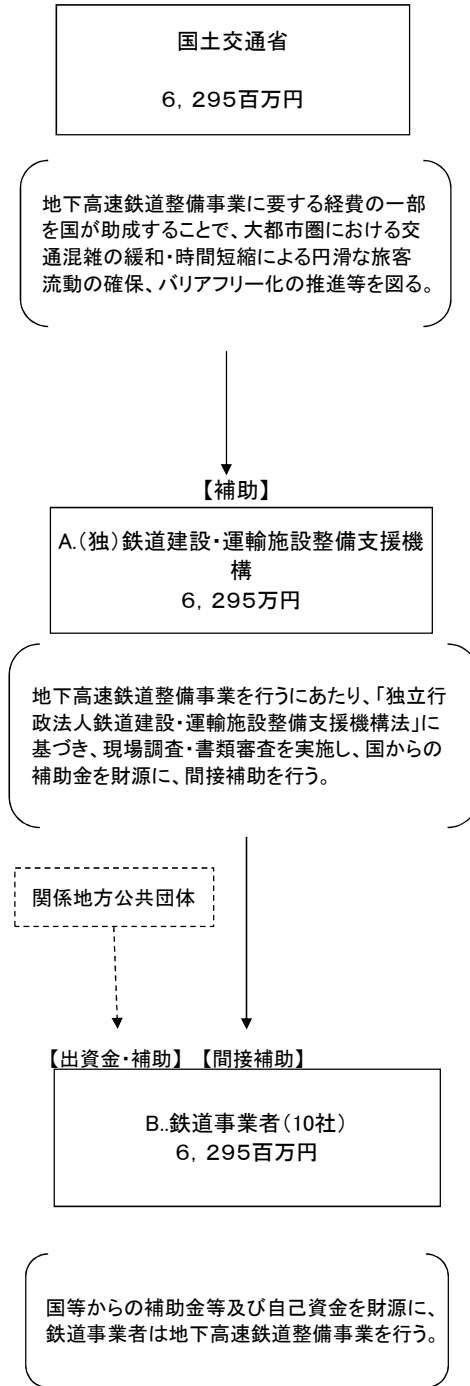 国土交通省
6，295百万円
地下高速鉄道整備事業に要する経費の一部
を国が助成することで、大都市圏における交
通混雑の緩和・時間短縮による円滑な旅客
流動の確保、バリアフリー化の推進等を図る。
【補助】
A.（独）鉄道建設・運輸施設整備支援機
構
6，295万円
地下高速鉄道整備事業を行うにあたり、「独立行
政法人鉄道建設・運輸施設整備支援機構法」に
基づき、現場調査・書類審査を実施し、国からの
補助金を財源に、間接補助を行う。
関係地方公共団体
【出資金・補助】 【間接補助】
B..鉄道事業者（10社）
6，295百万円
国等からの補助金等及び自己資金を財源に、
鉄道事業者は地下高速鉄道整備事業を行う。